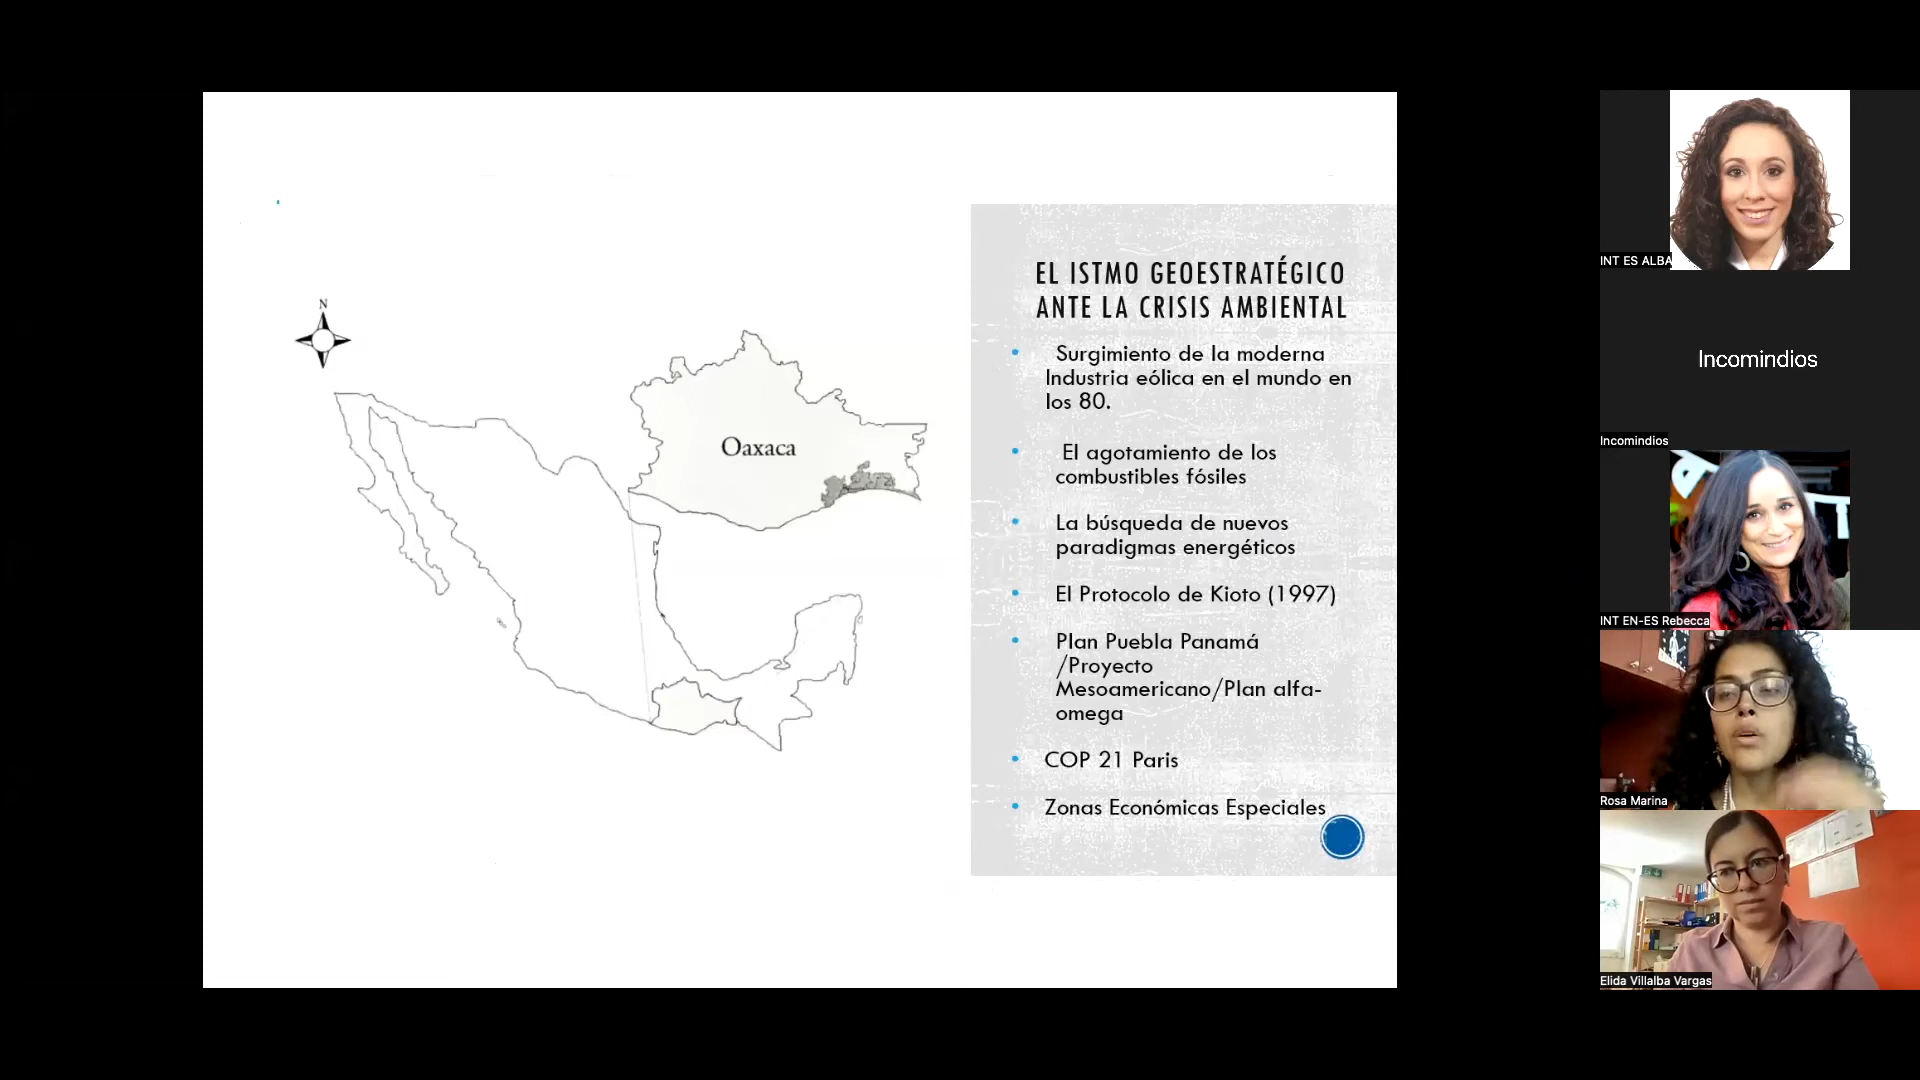 N
Oaxaca
EL ISTMO GEOESTRATÉGICO
ANTE LA CRISIS AMBIENTAL
• Surgimiento de la moderna
Industria eólica en el mundo en
los 80.
• El agotamiento de los
combustibles fósiles
• La búsqueda de nuevos
paradigmas energéticos
• El Protocolo de Kioto (1997)
• Plan Puebla Panamá
/Proyecto
Mesoamericano/Plan alfa-
omega
• COP 21 Paris
• Zonas Económicas Especiales
INT ES ALBA
Incomindios
Incomindios
INT EN-ES Rebecca
Rosa Marina
Elida Villalba Vargas